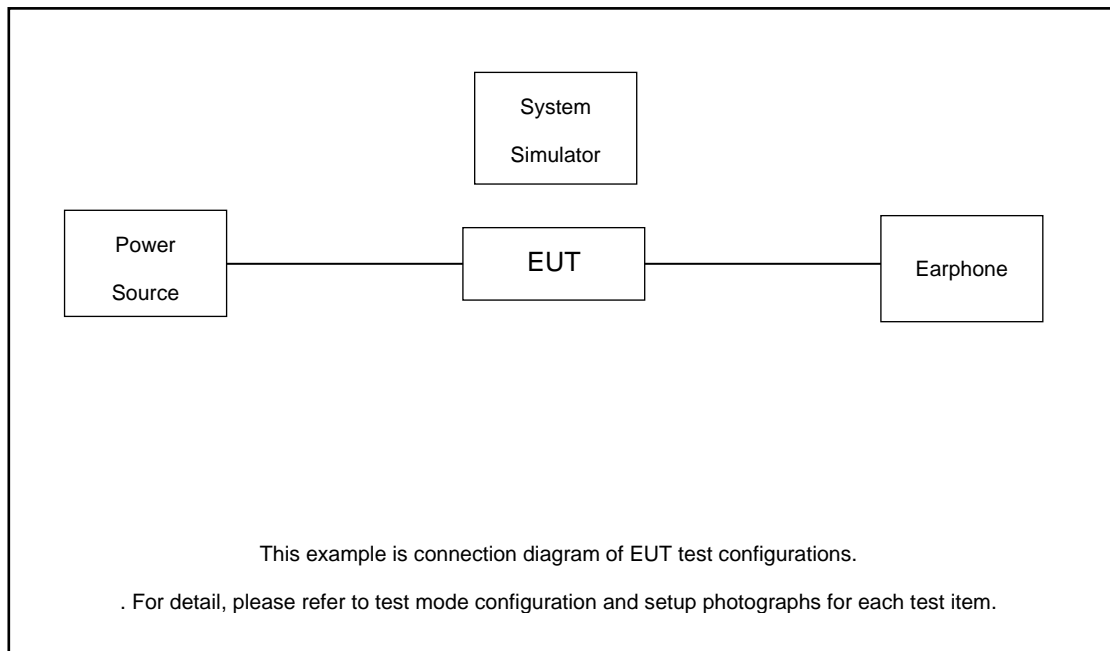 System
Simulator
Power
Source
EUT
Earphone
This example is connection diagram of EUT test configurations.
. For detail, please refer to test mode configuration and setup photographs for each test item.